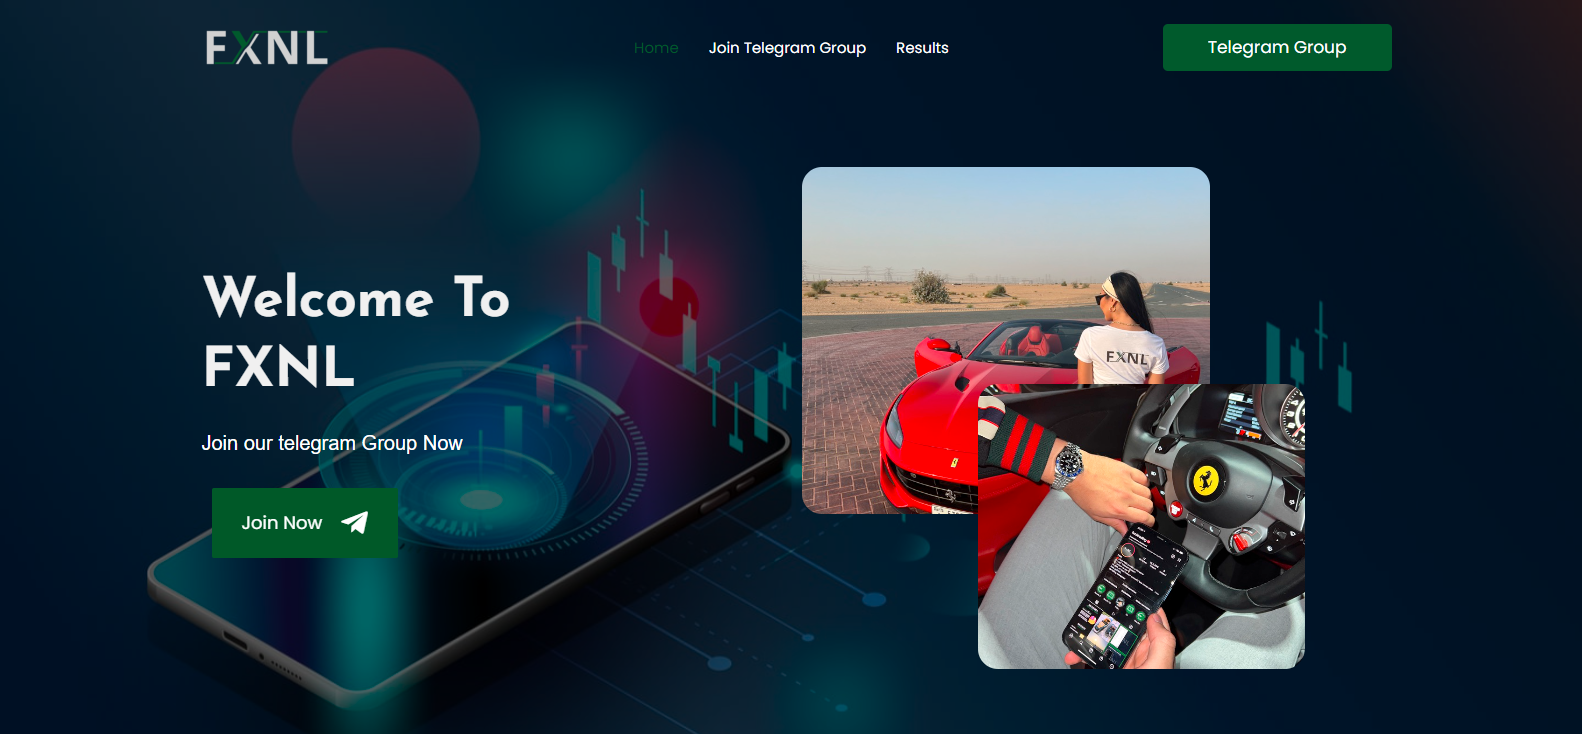 FXNL
Home
Join Telegram Group
Results
Telegram Group
Welcome To
FXNL
Join our telegram Group Now
Join Now
FXNL